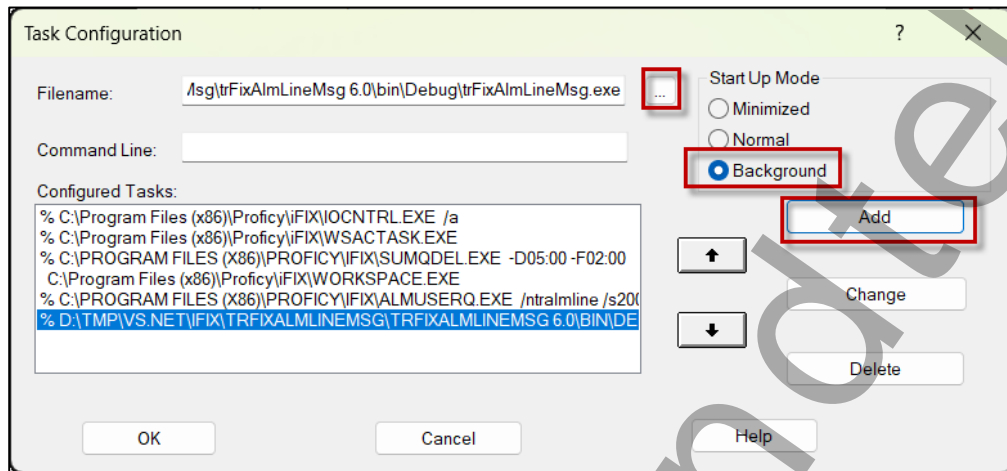 Task Configuration ? ×
Filename: \trFixAlmLineMsg 6.0\bin\Debug\trFixAlmLineMsg.exe ...
Command Line:
Configured Tasks:
% C:\Program Files (x86)\Proficy\iFIX\IOCNTRL.EXE /a
% C:\Program Files (x86)\Proficy\iFIX\WSACTASK.EXE
% C:\PROGRAM FILES (X86)\PROFICY\IFIX\SUMQDEL.EXE -D05:00 -F02:00
C:\Program Files (x86)\Proficy\iFIX\WORKSPACE.EXE
% C:\PROGRAM FILES (X86)\PROFICY\IFIX\ALMUSERQ.EXE /ntralmline /s20
% D:\TMP\VS.NET\IFIX\TRFIXALMLINEMSG\TRFIXALMLINEMSG 6.0\BIN\DE
Start Up Mode
Minimized
Normal
Background
Add
Change
Delete
OK Cancel Help